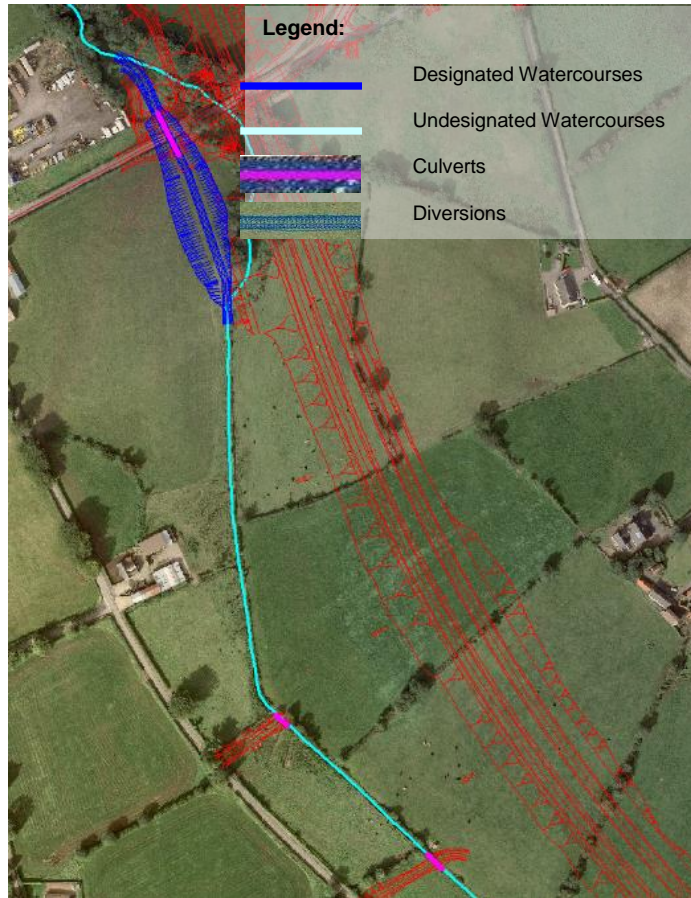 Legend:
Designated Watercourses
Undesignated Watercourses
Culverts
Diversions